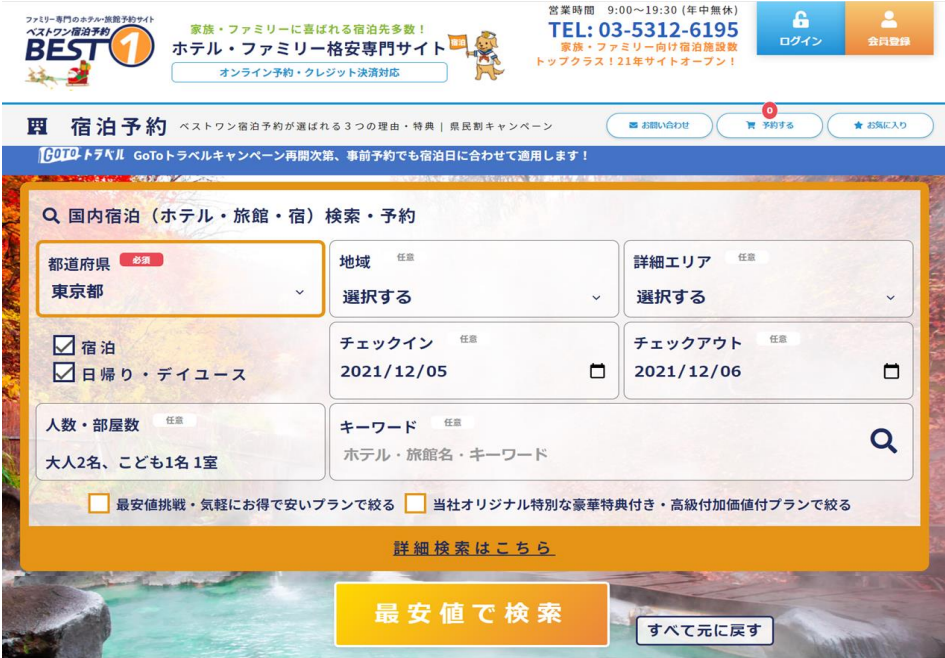 ファミリー専門のホテル・旅館予約サイト
ベストワン宿泊予約
BEST1
家族・ファミリーに喜ばれる宿泊先多数！
ホテル・ファミリー格安専門サイト
オンライン予約・クレジット決済対応
宿泊
営業時間 9:00～19:30 (年中無休)
TEL: 03-5312-6195
家族・ファミリー向け宿泊施設数
トップクラス！21年サイトオープン！
ログイン
会員登録
宿泊予約 ベストワン宿泊予約が選ばれる３つの理由・特典 | 県民割キャンペーン
お問い合わせ
0
予約する
お気に入り
GOTOトラベル GoToトラベルキャンペーン再開次第、事前予約でも宿泊日に合わせて適用します！
国内宿泊（ホテル・旅館・宿）検索・予約
都道府県 必須
東京都
地域 任意
選択する
詳細エリア 任意
選択する
宿泊
日帰り・デイユース
チェックイン 任意
2021/12/05
チェックアウト 任意
2021/12/06
人数・部屋数 任意
大人2名、こども1名 1室
キーワード 任意
ホテル・旅館名・キーワード
最安値挑戦・気軽にお得で安いプランで絞る 当社オリジナル特別な豪華特典付き・高級付加価値付プランで絞る
詳細検索はこちら
最安値で検索
すべて元に戻す